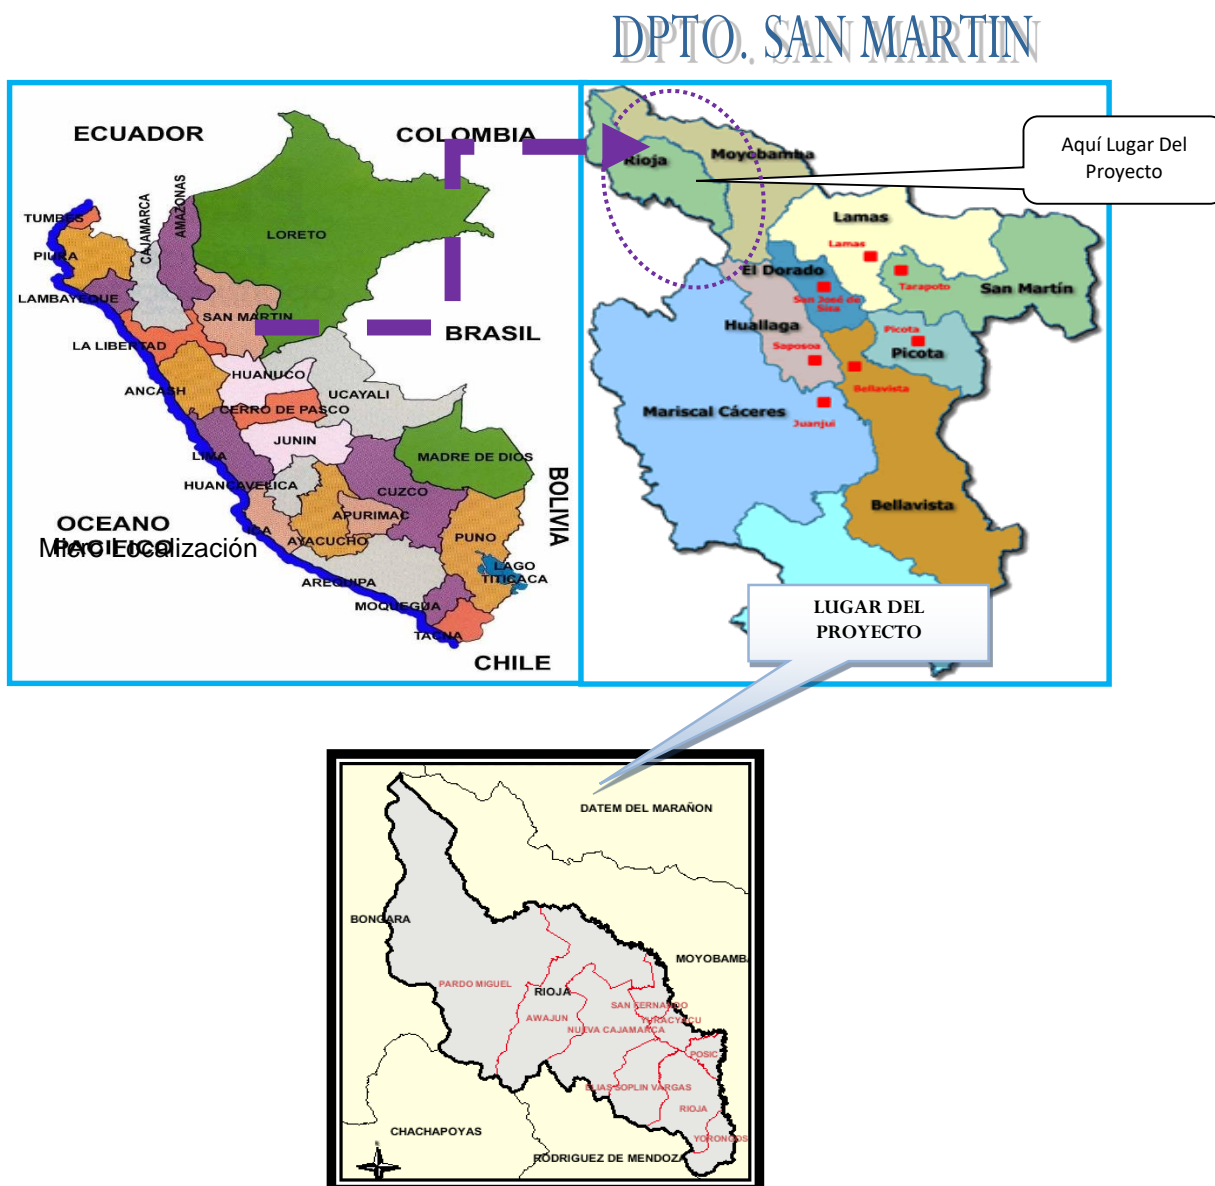 DPTO. SAN MARTIN
ECUADOR
COLOMBIA
TUMBES
PIURA
CAJAMARCA
AMAZONAS
LORETO
LAMBAYEQUE
SAN MARTIN
BRASIL
LA LIBERTAD
HUANUCO
ANCASH
UCAYALI
CERRO DE PASCO
JUNIN
LIMA
MADRE DE DIOS
HUANCAVELICA
CUZCO
BOLIVIA
APURIMAC
OCEANO
PACIFICO
Micro Localización
ICA
AYACUCHO
PUNO
LAGO
TITICACA
AREQUIPA
MOQUEGUA
TACNA
CHILE
Rioja
Moyobamba
Aquí Lugar Del
Proyecto
Lamas
Lamas
El Dorado
Tarapoto
San Martín
San José de
Sisa
Huallaga
Picota
Saposoa
Picota
Bellavista
Mariscal Cáceres
Juanjui
Bellavista
LUGAR DEL
PROYECTO
DATEM DEL MARAÑON
BONGARA
MOYOBAMBA
PARDO MIGUEL
RIOJA
SAN FERNANDO
AWAJUN
YURACYACU
NUEVA CAJAMARCA
POSIC
ELIAS SOPLIN VARGAS
RIOJA
CHACHAPOYAS
YORONGOS
RODRIGUEZ DE MENDOZA